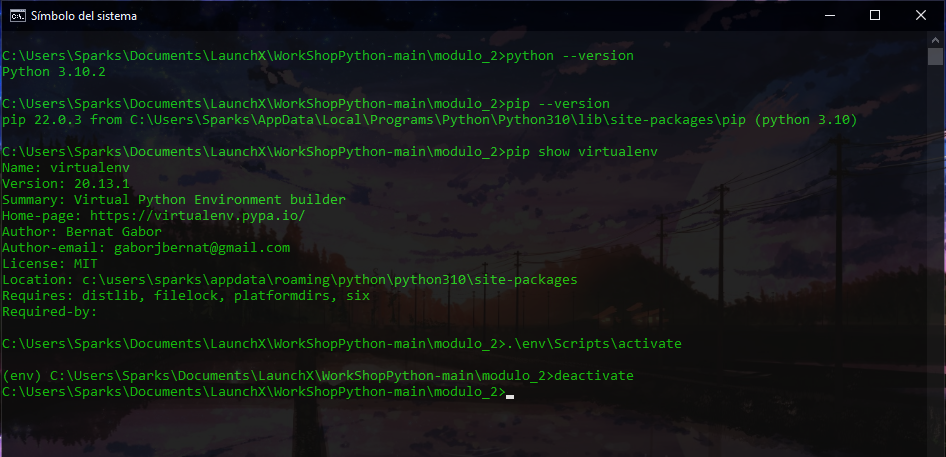 Símbolo del sistema
C:\Users\Sparks\Documents\LaunchX\WorkShopPython-main\modulo_2>python --version
Python 3.10.2
C:\Users\Sparks\Documents\LaunchX\WorkShopPython-main\modulo_2>pip --version
pip 22.0.3 from C:\Users\Sparks\AppData\Local\Programs\Python\Python310\lib\site-packages\pip (python 3.10)
C:\Users\Sparks\Documents\LaunchX\WorkShopPython-main\modulo_2>pip show virtualenv
Name: virtualenv
Version: 20.13.1
Summary: Virtual Python Environment builder
Home-page: https://virtualenv.pypa.io/
Author: Bernat Gabor
Author-email: gaborjbernat@gmail.com
License: MIT
Location: c:\users\sparks\appdata\roaming\python\python310\site-packages
Requires: distlib, filelock, platformdirs, six
Required-by:
C:\Users\Sparks\Documents\LaunchX\WorkShopPython-main\modulo_2>.\env\Scripts\activate
(env) C:\Users\Sparks\Documents\LaunchX\WorkShopPython-main\modulo_2>deactivate
C:\Users\Sparks\Documents\LaunchX\WorkShopPython-main\modulo_2>